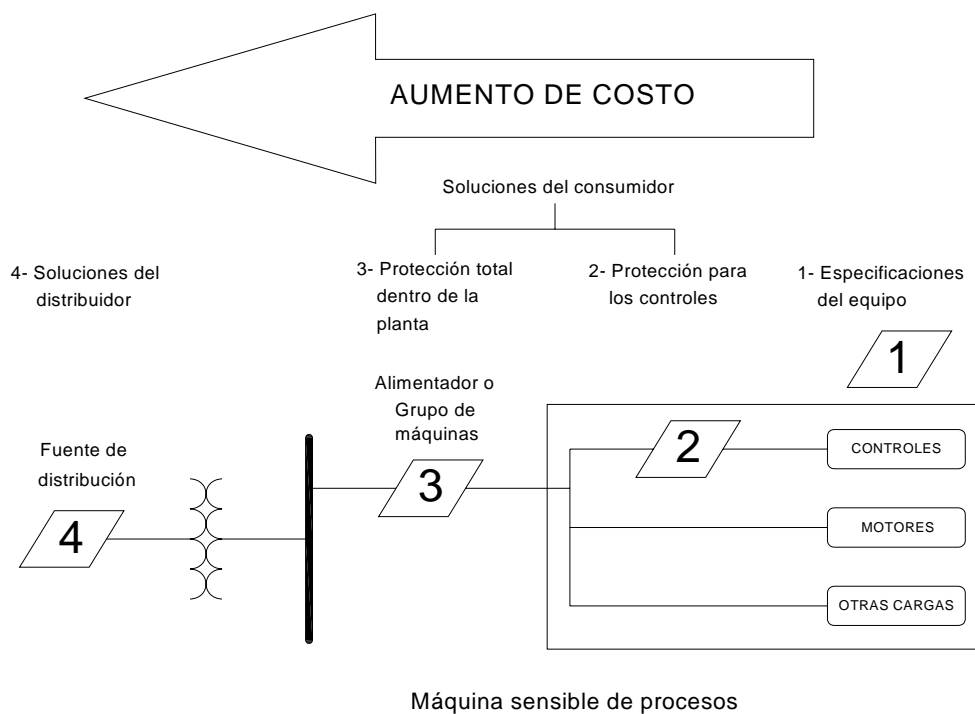 AUMENTO DE COSTO
Soluciones del consumidor
4- Soluciones del
distribuidor
3- Protección total
dentro de la
planta
2- Protección para
los controles
1- Especificaciones
del equipo
1
Alimentador o
Grupo de
máquinas
Fuente de
distribución
4
3
2
CONTROLES
MOTORES
OTRAS CARGAS
Máquina sensible de procesos